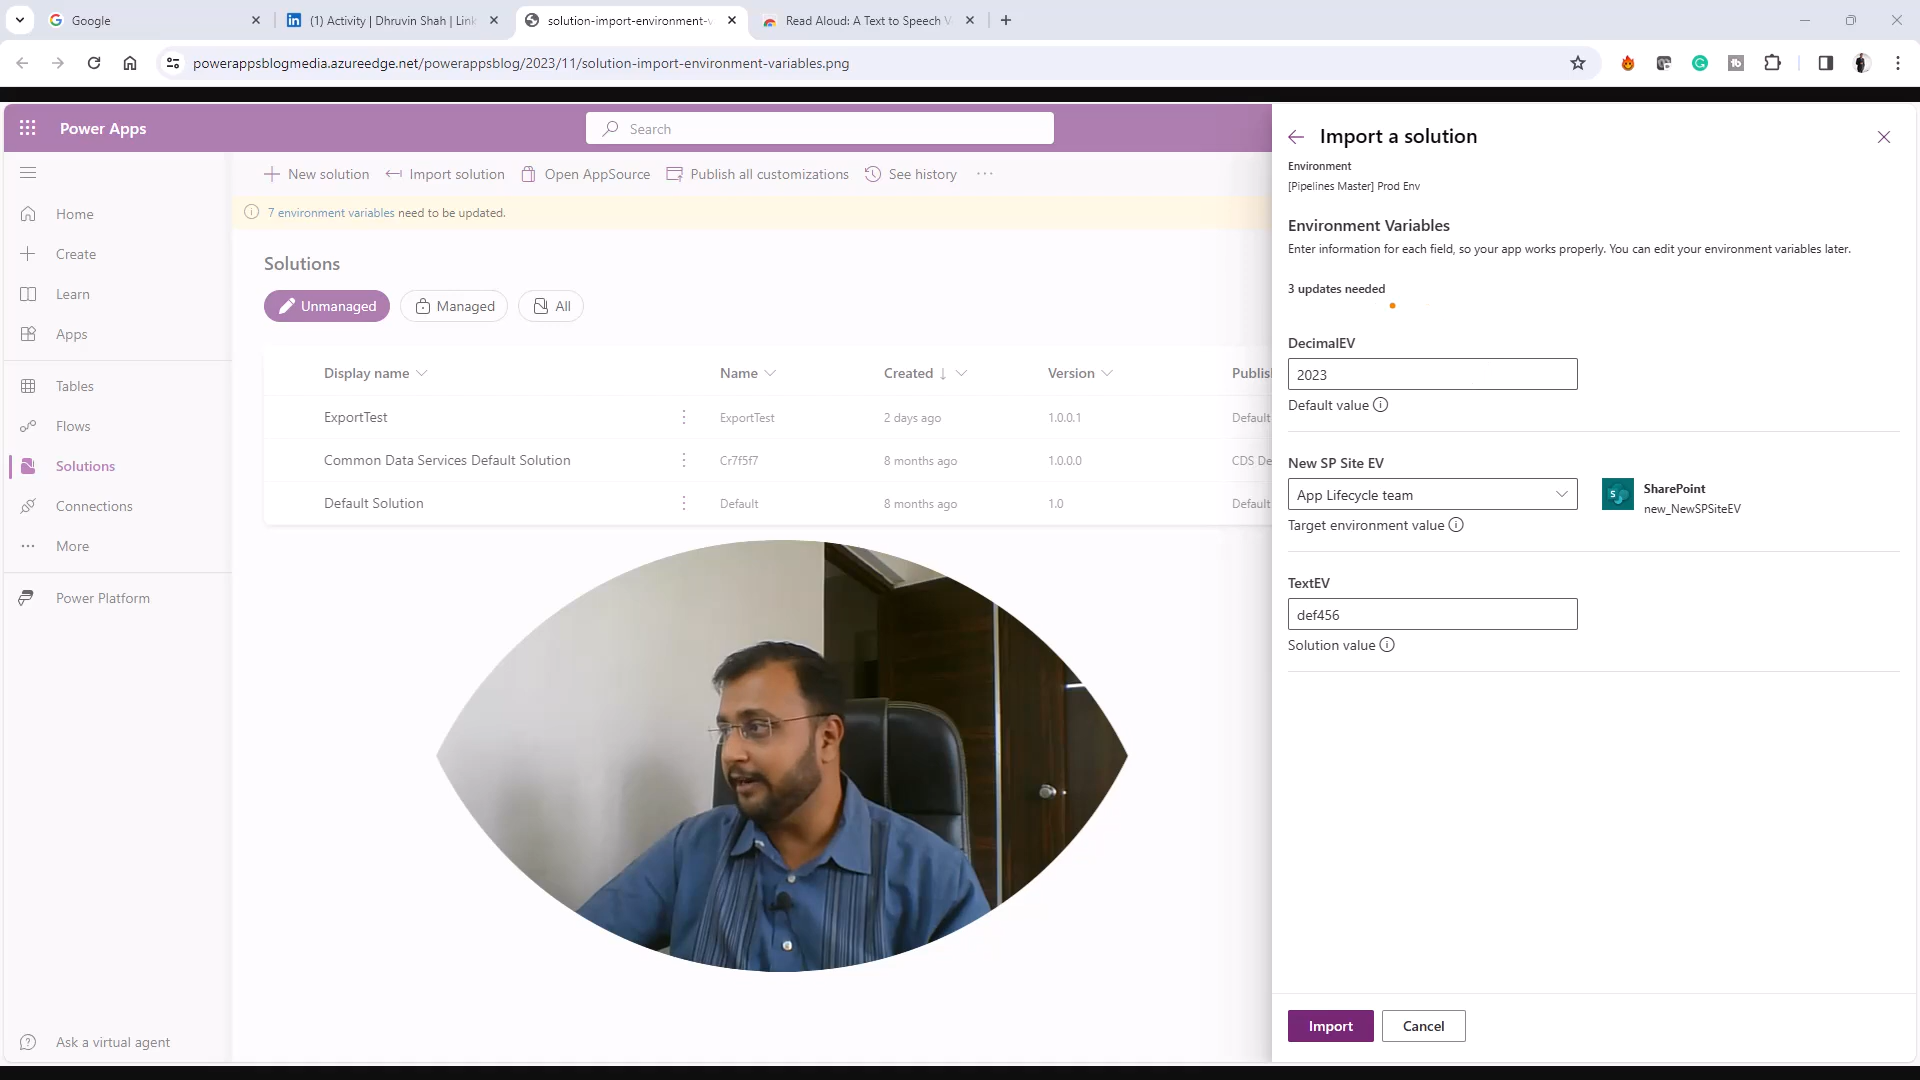 Google
(1) Activity | Dhruvin Shah | Link
solution-import-environment-v
Read Aloud: A Text to Speech V
powerappsblogmedia.azureedge.net/powerappsblog/2023/11/solution-import-environment-variables.png
Power Apps
Search
New solution
Import solution
Open AppSource
Publish all customizations
See history
7 environment variables need to be updated.
Home
Create
Learn
Apps
Tables
Flows
Solutions
Connections
More
Power Platform
Ask a virtual agent
Solutions
Unmanaged
Managed
All
Display name Name Created ↓ Version Publis
ExportTest ExportTest 2 days ago 1.0.0.1 Default
Common Data Services Default Solution Cr7f5f7 8 months ago 1.0.0.0 CDS De
Default Solution Default 8 months ago 1.0 Default
Import a solution
Environment
[Pipelines Master] Prod Env
Environment Variables
Enter information for each field, so your app works properly. You can edit your environment variables later.
3 updates needed
DecimalEV
2023
Default value
New SP Site EV
App Lifecycle team
SharePoint
new_NewSPSiteEV
Target environment value
TextEV
def456
Solution value
Import
Cancel